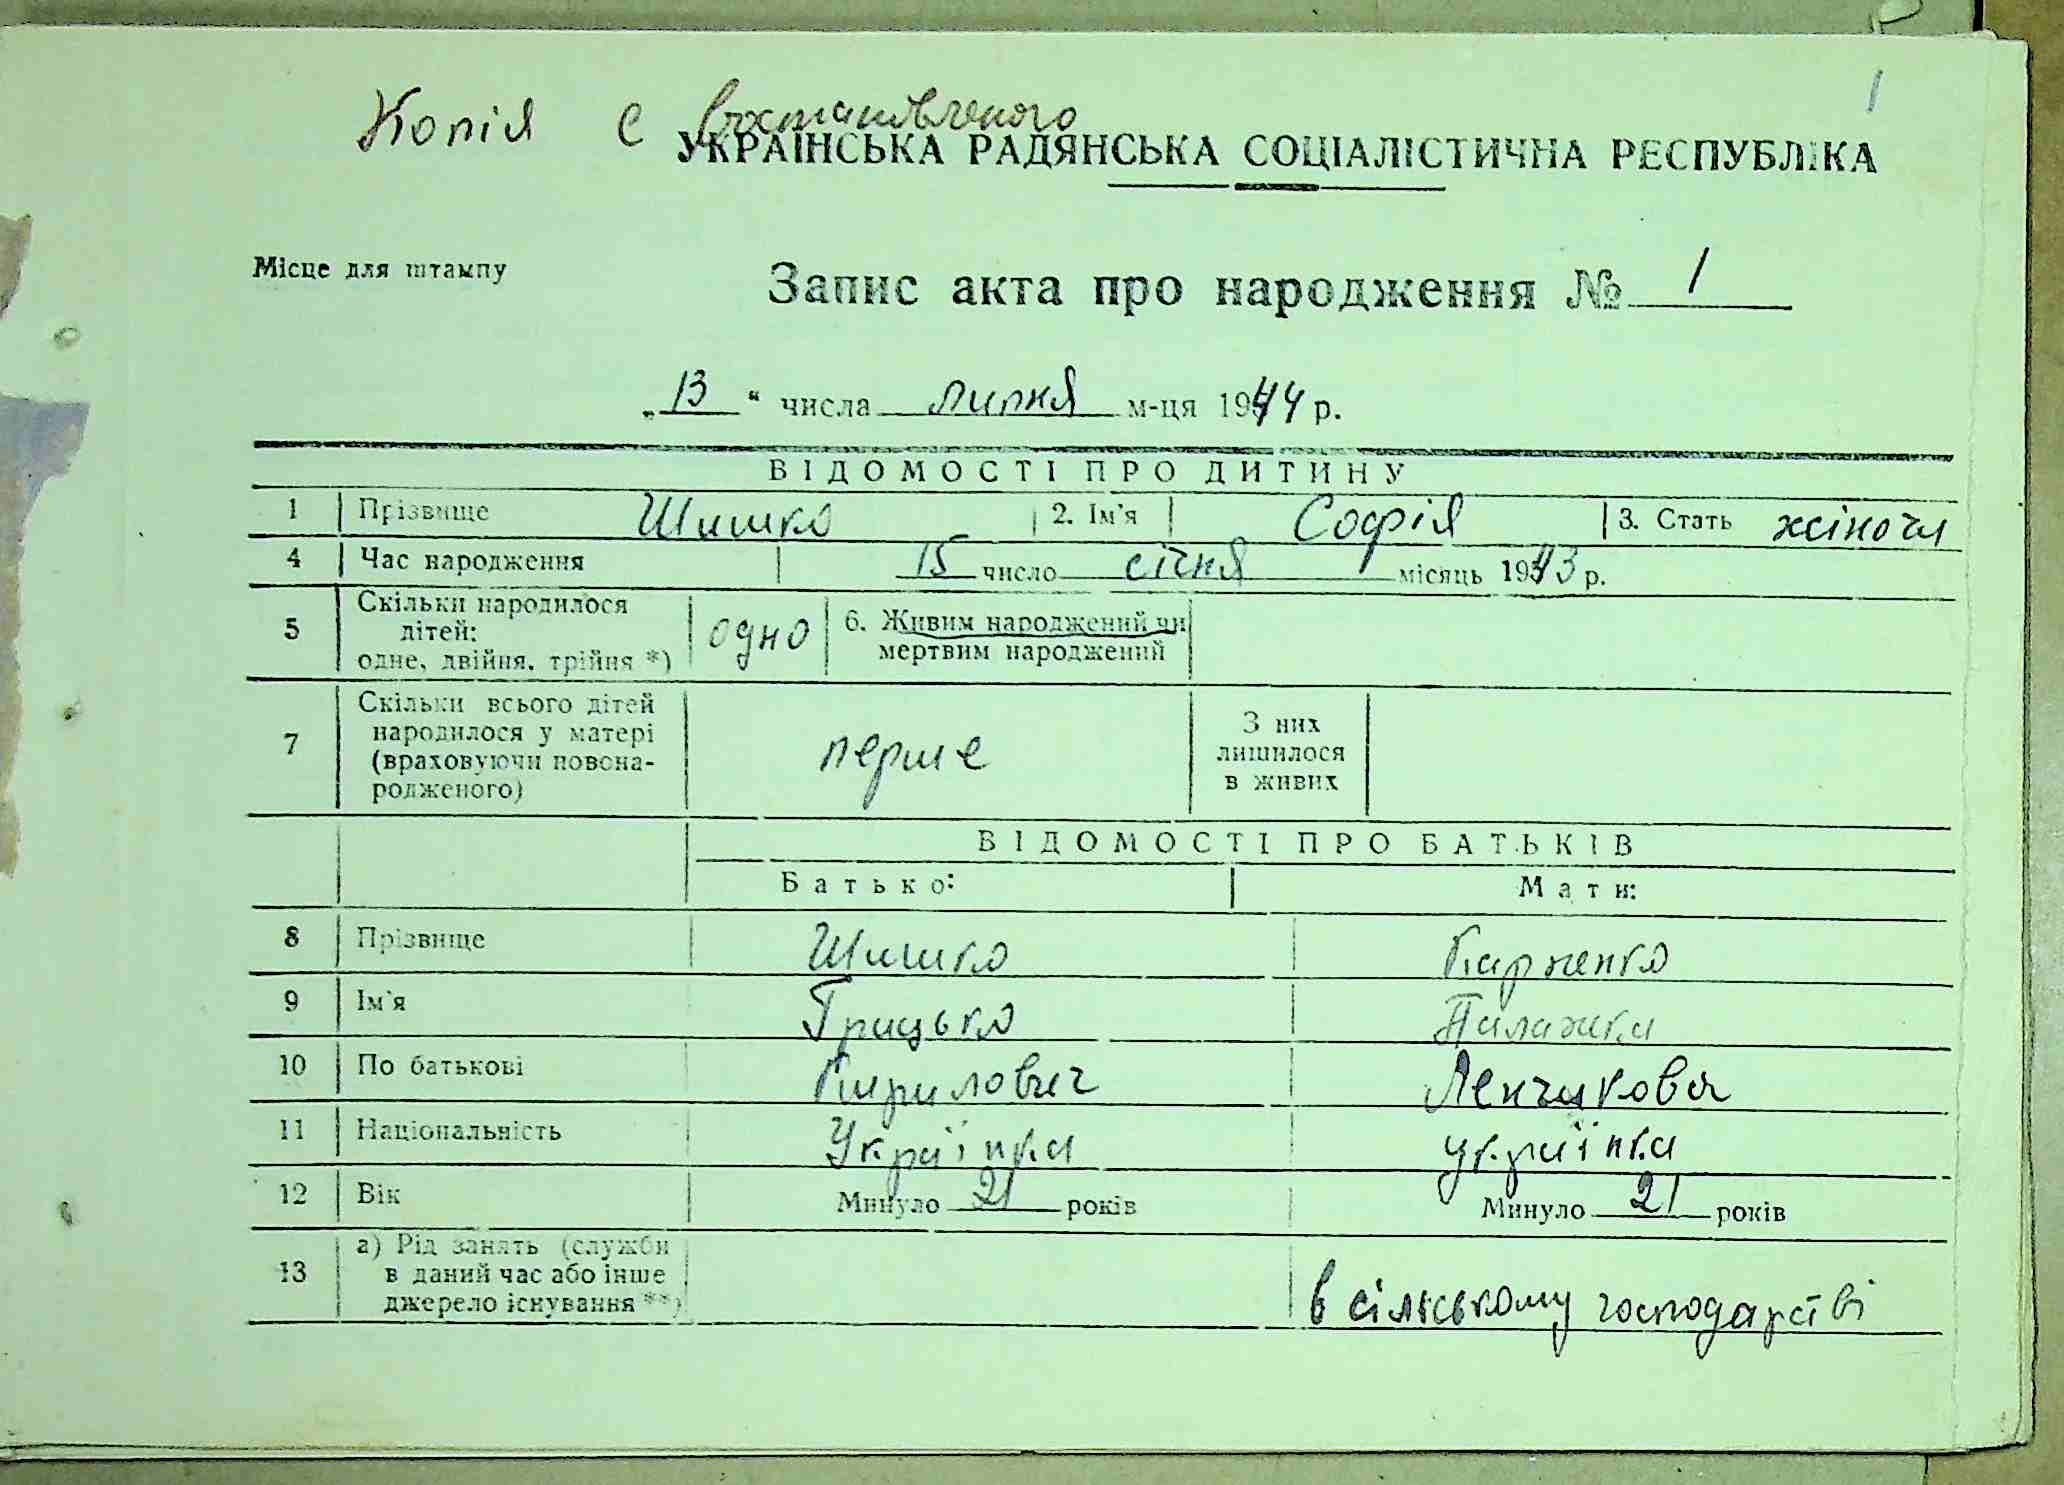 1
Копія с Востановленого
УКРАЇНСЬКА РАДЯНСЬКА СОЦІАЛІСТИЧНА РЕСПУБЛІКА
Місце для штампу
Запис акта про народження № 1
„ 13 “ числа липня м-ця 1944 р.
ВІДОМОСТІ ПРО ДИТИНУ
1 Прізвище Шишко 2. Ім'я Софія 3. Стать жіноча
4 Час народження 15 число січня місяць 1943 р.
5 Скільки народилося дітей: одне, двійня, трійня *) одно 6. Живим народжений чи мертвим народжений
7 Скільки всього дітей народилося у матері (враховуючи новона-родженого) перше З них лишилося в живих
ВІДОМОСТІ ПРО БАТЬКІВ
Батько: Мати:
8 Прізвище Шишко Карпенко
9 Ім'я Грицько Палажка
10 По батькові Кирилович
11 Національність Українка українка
12 Вік Минуло 21 років Минуло 21 років
13 а) Рід занять (служби в даний час або інше джерело існування **) в сільському господарстві